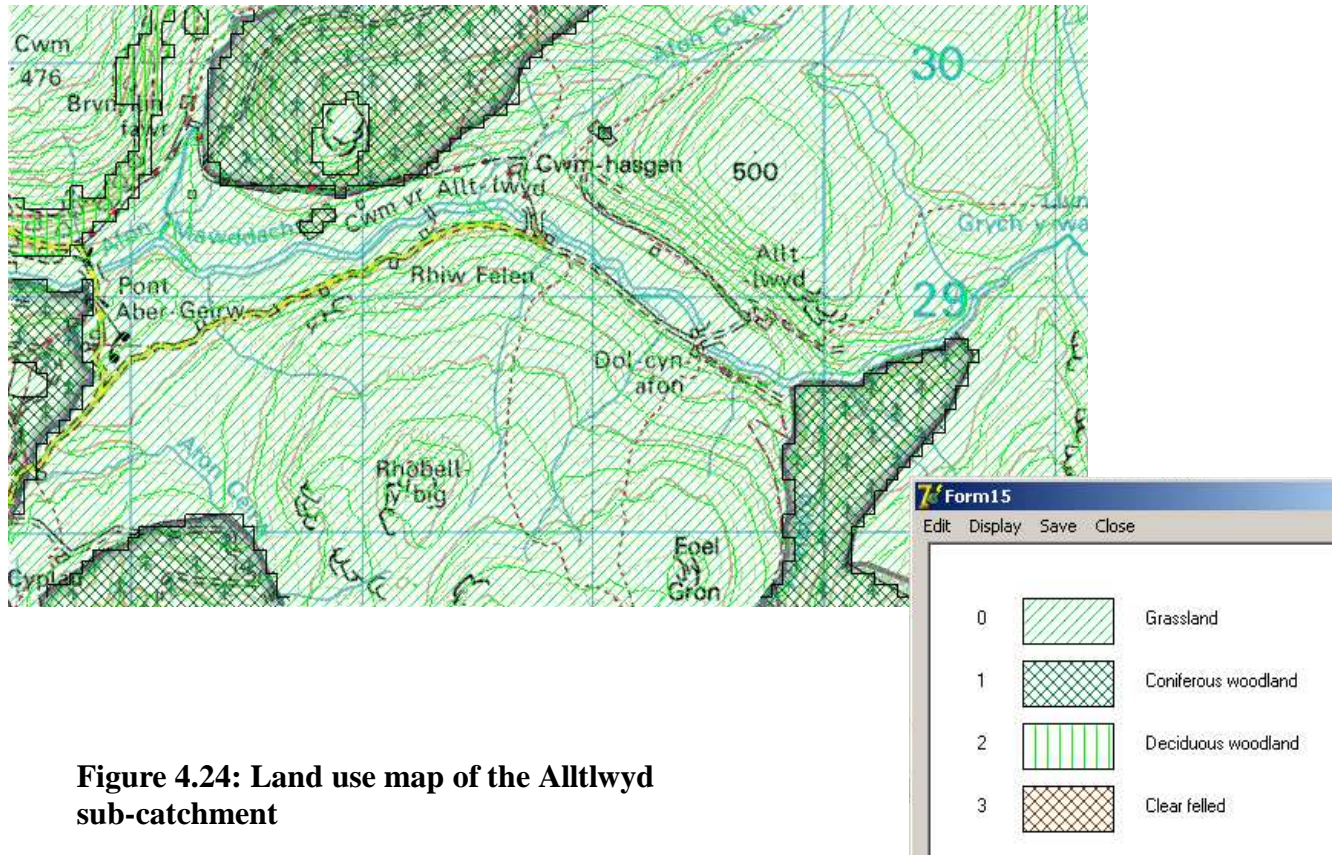 Cwm
476
30
Afon
Cwm-hasgen
500
Cwm yr Allt-lwyd
Afon Mawddach
Allt
lwyd
29
Pont
Aber-Geirw
Rhiw Felen
Dol-cyn-
afon
Rhobell-
y-big
Foel
Gron
Form15
Edit Display Save Close
0 Grassland
1 Coniferous woodland
2 Deciduous woodland
3 Clear felled
Figure 4.24: Land use map of the Alltlwyd
sub-catchment